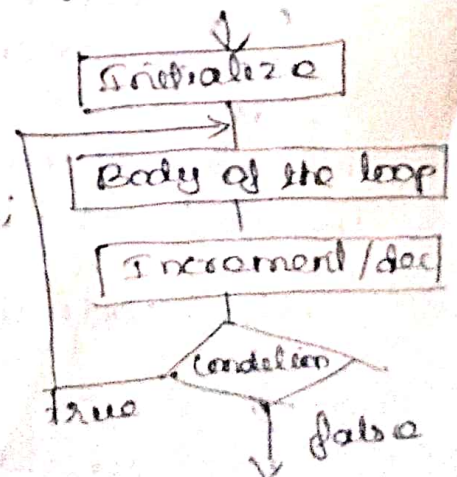 Initialize
Body of the loop
Increment/dec
Condition
true
false